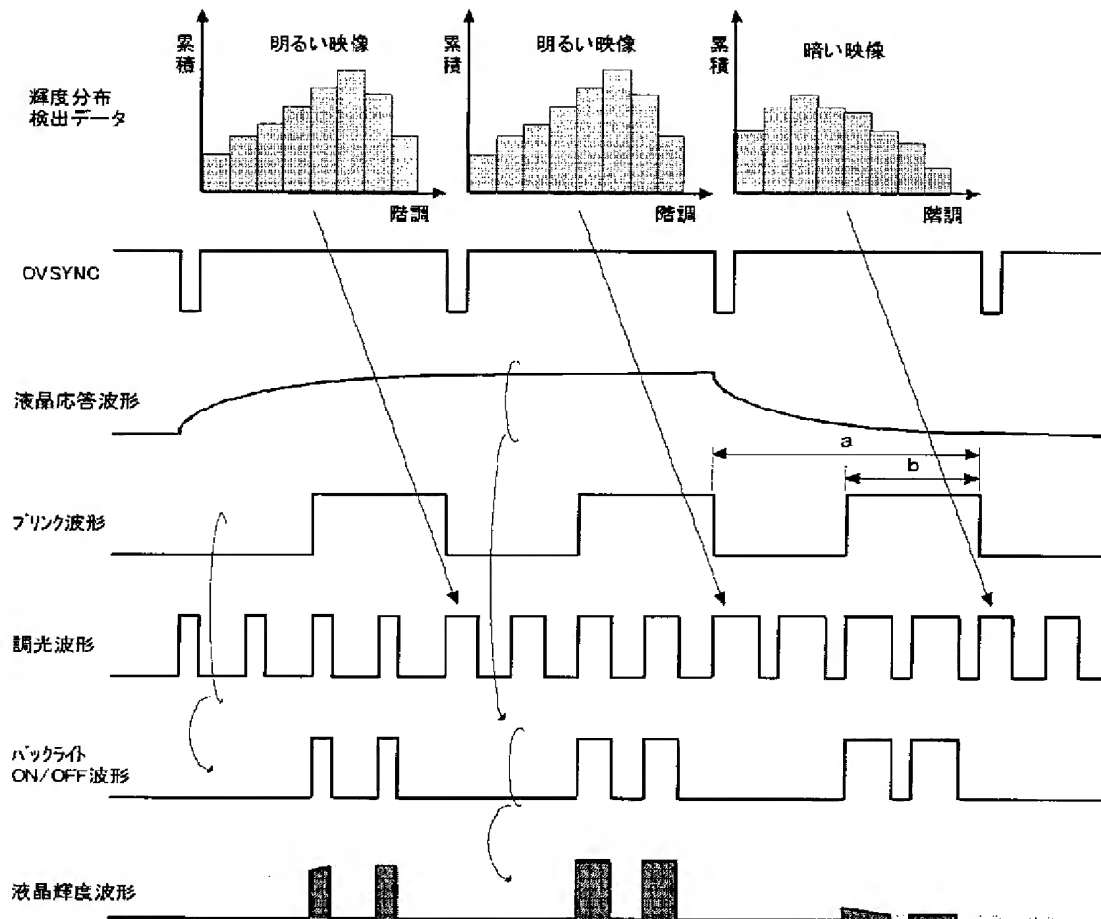 累積
明るい映像
階調
累積
明るい映像
階調
累積
暗い映像
階調
輝度分布
検出データ
OVSYNC
液晶応答波形
a
b
ブリンク波形
調光波形
バックライト
ON/OFF波形
液晶輝度波形